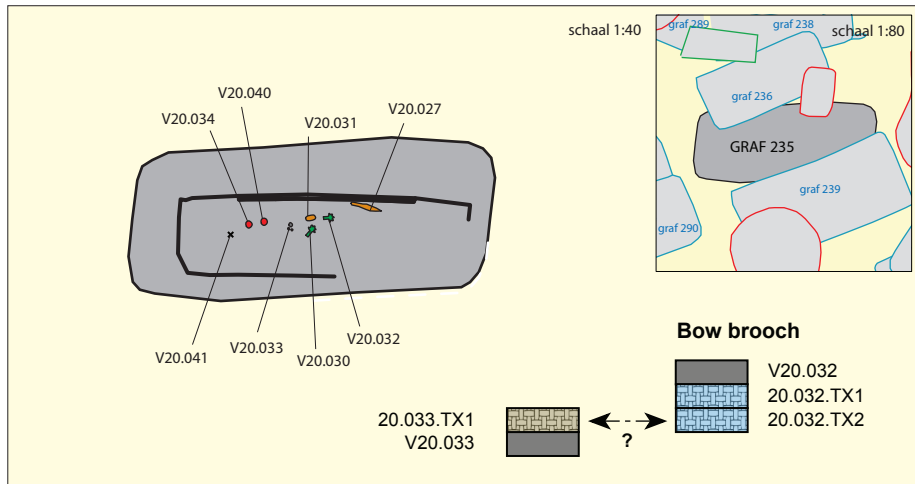 schaal 1:40
schaal 1:80
graf 289
graf 238
graf 236
GRAF 235
graf 239
graf 290
V20.040
V20.034
V20.031
V20.027
V20.032
V20.033
V20.041
V20.030
Bow brooch
V20.032
20.032.TX1
20.032.TX2
20.033.TX1
V20.033
?